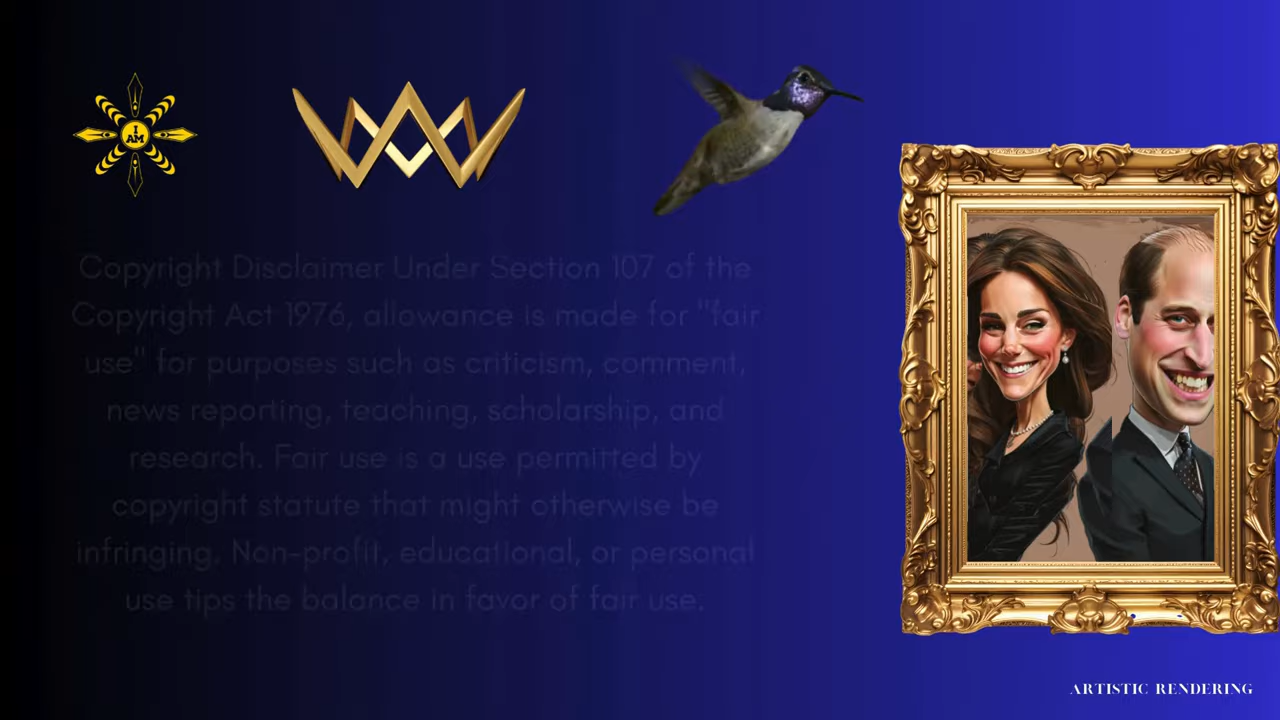 I
AM
Copyright Disclaimer Under Section 107 of the
Copyright Act 1976, allowance is made for "fair
use" for purposes such as criticism, comment,
news reporting, teaching, scholarship, and
research. Fair use is a use permitted by
copyright statute that might otherwise be
infringing. Non-profit, educational, or personal
use tips the balance in favor of fair use.
ARTISTIC RENDERING